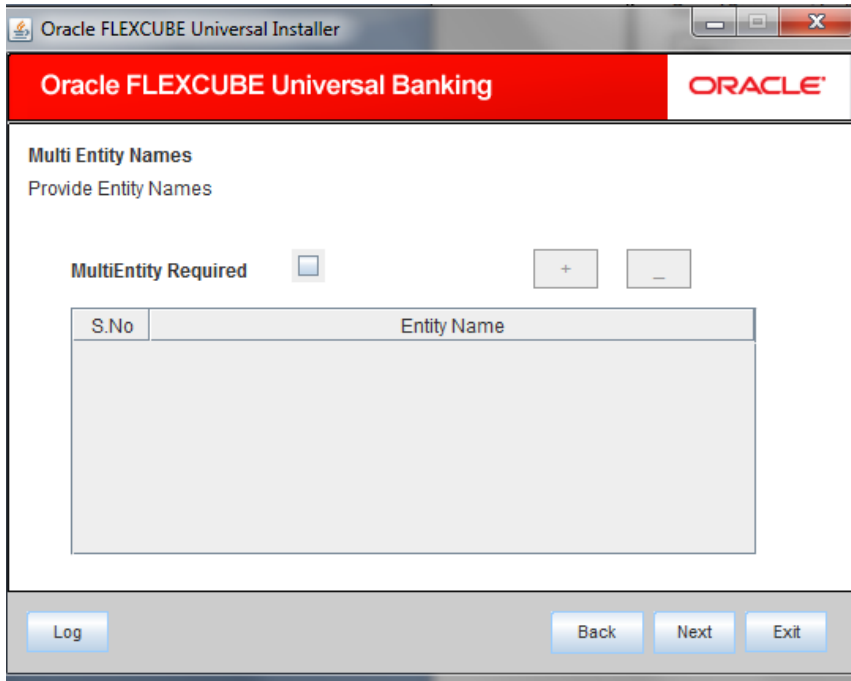 Oracle FLEXCUBE Universal Installer
Oracle FLEXCUBE Universal Banking
ORACLE
Multi Entity Names
Provide Entity Names
MultiEntity Required + _
S.No Entity Name
Log Back Next Exit